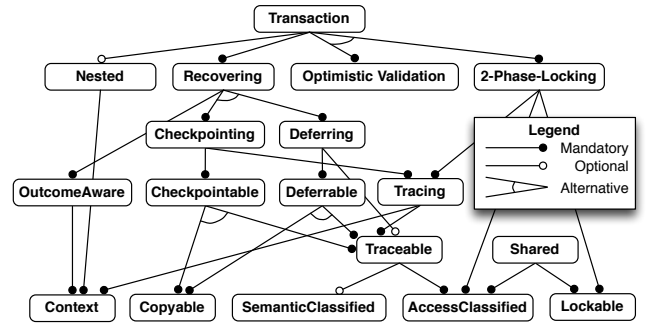 Transaction
Nested
Recovering
Optimistic Validation
2-Phase-Locking
Checkpointing
Deferring
Legend
Mandatory
Optional
Alternative
OutcomeAware
Checkpointable
Deferrable
Tracing
Traceable
Shared
Context
Copyable
SemanticClassified
AccessClassified
Lockable